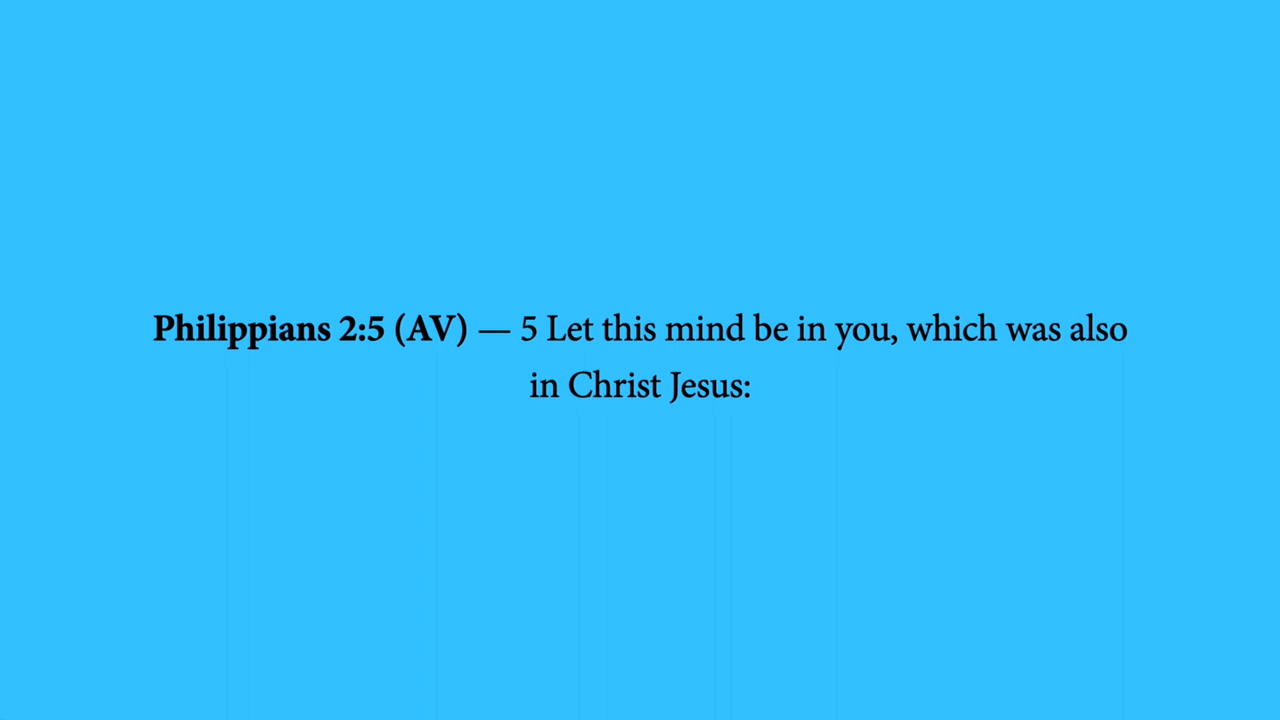 Philippians 2:5 (AV) — 5 Let this mind be in you, which was also
in Christ Jesus: